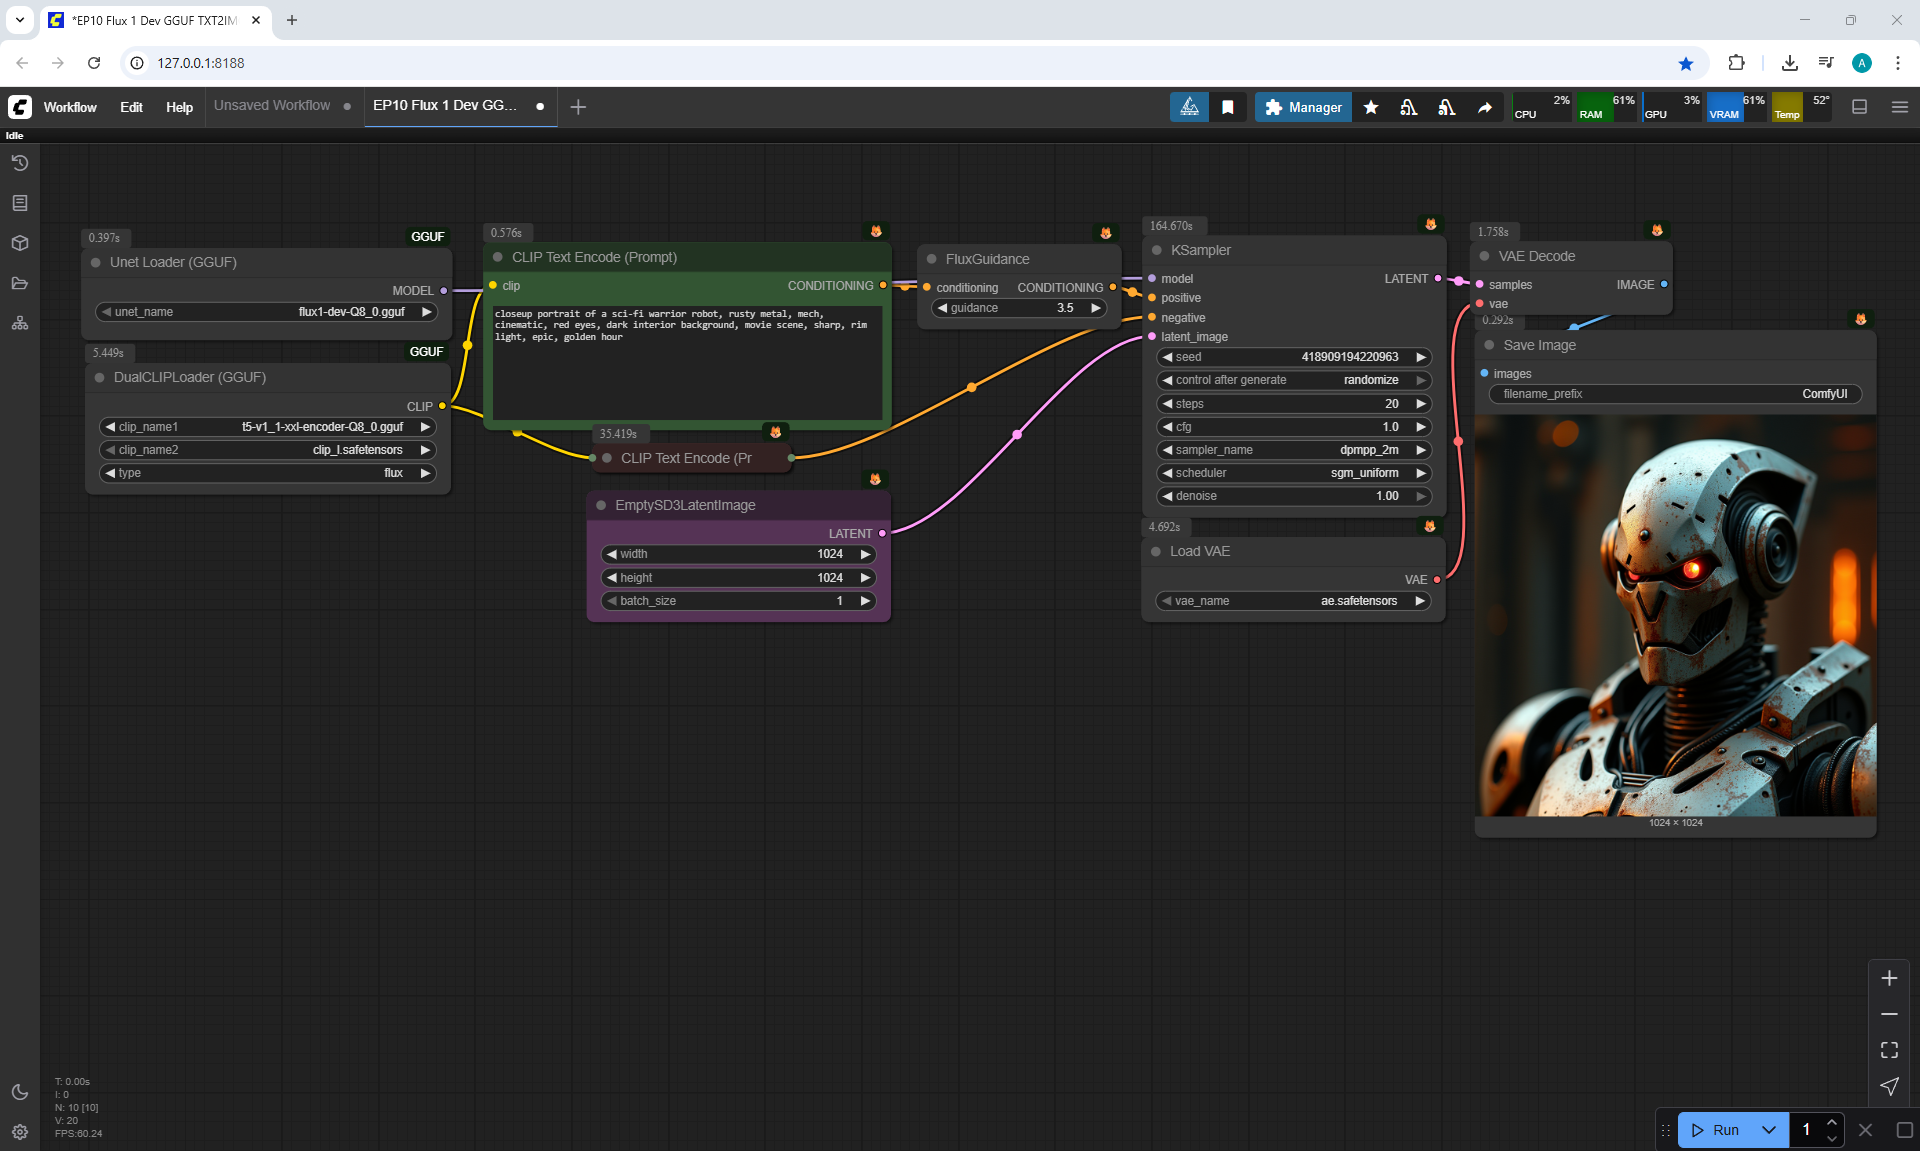 *EP10 Flux 1 Dev GGUF TXT2IM
127.0.0.1:8188
Workflow
Edit
Help
Unsaved Workflow
EP10 Flux 1 Dev GG...
Manager
CPU
2%
RAM
61%
GPU
3%
VRAM
61%
Temp
52°
A
Idle
0.397s
GGUF
Unet Loader (GGUF)
MODEL
unet_name
flux1-dev-Q8_0.gguf
5.449s
GGUF
DualCLIPLoader (GGUF)
CLIP
clip_name1
t5-v1_1-xxl-encoder-Q8_0.gguf
clip_name2
clip_l.safetensors
type
flux
0.576s
CLIP Text Encode (Prompt)
clip
CONDITIONING
closeup portrait of a sci-fi warrior robot, rusty metal, mech,
cinematic, red eyes, dark interior background, movie scene, sharp, rim
light, epic, golden hour
35.419s
CLIP Text Encode (Pr
EmptySD3LatentImage
LATENT
width
1024
height
1024
batch_size
1
FluxGuidance
conditioning
CONDITIONING
guidance
3.5
164.670s
KSampler
model
LATENT
positive
negative
latent_image
seed
418909194220963
control after generate
randomize
steps
20
cfg
1.0
sampler_name
dpmpp_2m
scheduler
sgm_uniform
denoise
1.00
4.692s
Load VAE
VAE
vae_name
ae.safetensors
1.758s
VAE Decode
samples
IMAGE
vae
0.292s
Save Image
images
filename_prefix
ComfyUI
1024 × 1024
T: 0.00s
I: 0
N: 10 [10]
V: 20
FPS:60.24
Run
1